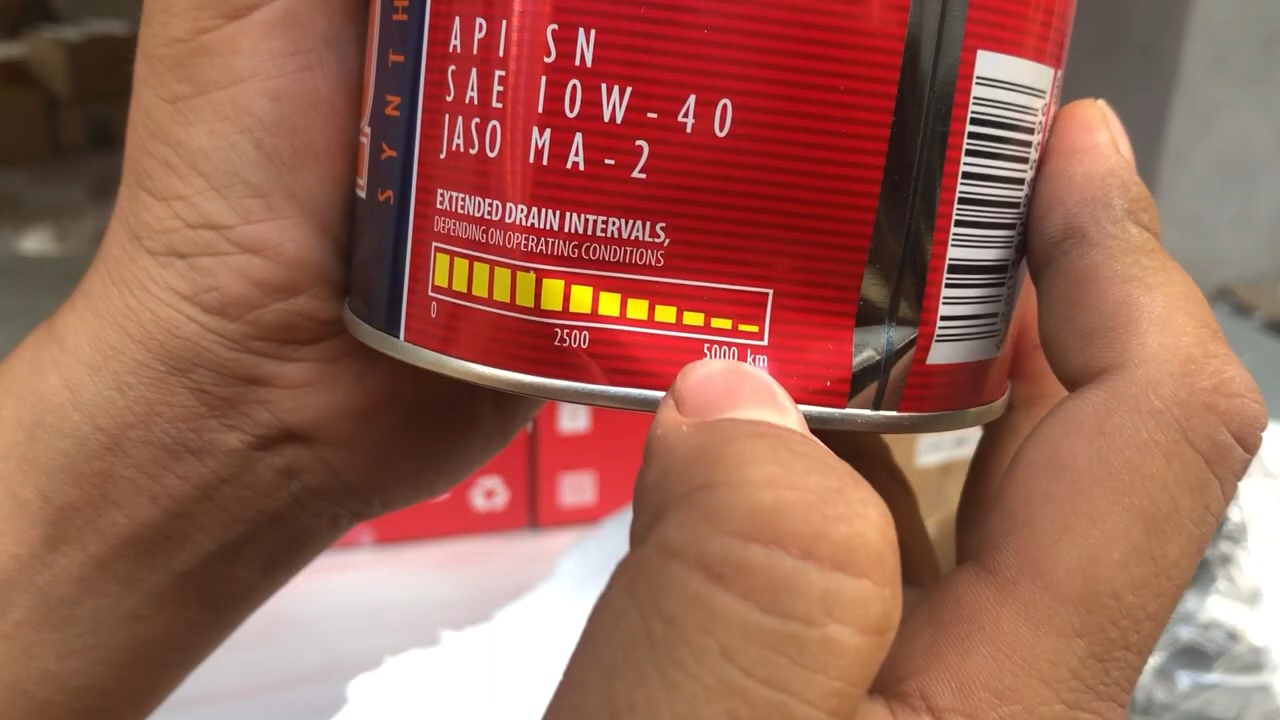 SYNTH
API SN
SAE 10W-40
JASO MA-2
EXTENDED DRAIN INTERVALS,
DEPENDING ON OPERATING CONDITIONS
0 2500 5000 km